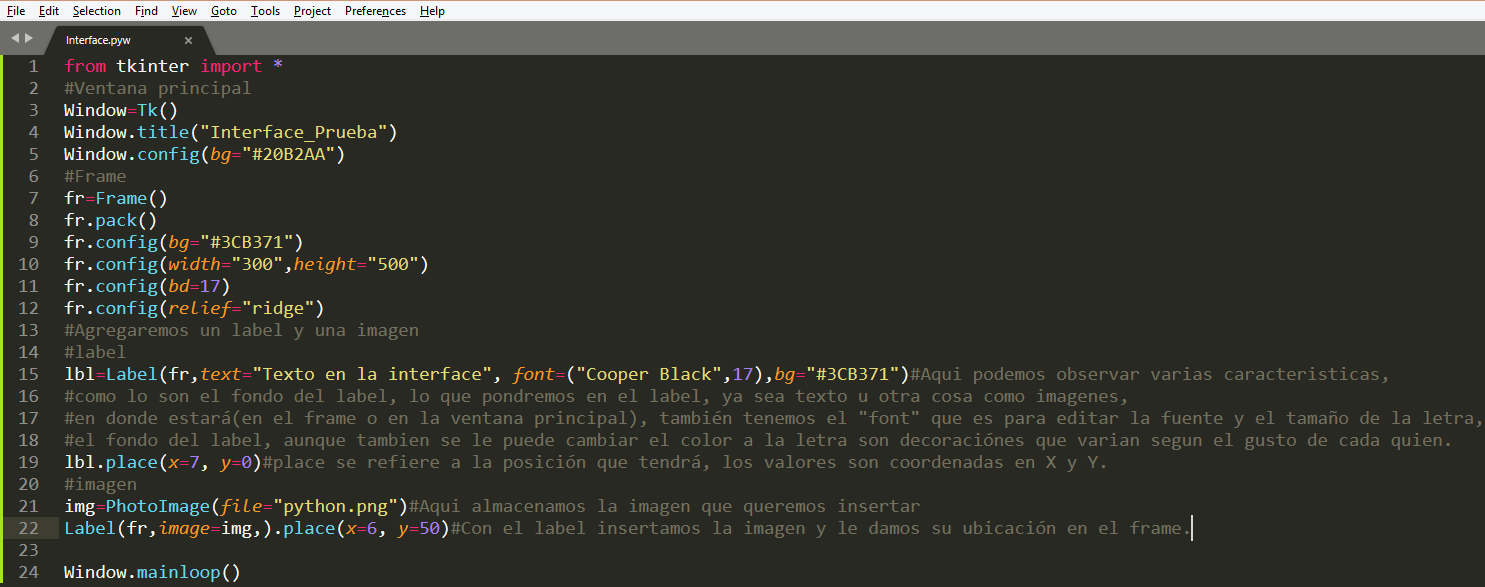 File Edit Selection Find View Goto Tools Project Preferences Help
Interface.pyw ×
1 from tkinter import *
2 #Ventana principal
3 Window=Tk()
4 Window.title("Interface_Prueba")
5 Window.config(bg="#20B2AA")
6 #Frame
7 fr=Frame()
8 fr.pack()
9 fr.config(bg="#3CB371")
10 fr.config(width="300",height="500")
11 fr.config(bd=17)
12 fr.config(relief="ridge")
13 #Agregaremos un label y una imagen
14 #label
15 lbl=Label(fr,text="Texto en la interface", font=("Cooper Black",17),bg="#3CB371")#Aqui podemos observar varias caracteristicas,
16 #como lo son el fondo del label, lo que pondremos en el label, ya sea texto u otra cosa como imagenes,
17 #en donde estará(en el frame o en la ventana principal), también tenemos el "font" que es para editar la fuente y el tamaño de la letra,
18 #el fondo del label, aunque tambien se le puede cambiar el color a la letra son decoraciónes que varian segun el gusto de cada quien.
19 lbl.place(x=7, y=0)#place se refiere a la posición que tendrá, los valores son coordenadas en X y Y.
20 #imagen
21 img=PhotoImage(file="python.png")#Aqui almacenamos la imagen que queremos insertar
22 Label(fr,image=img,).place(x=6, y=50)#Con el label insertamos la imagen y le damos su ubicación en el frame.
23
24 Window.mainloop()